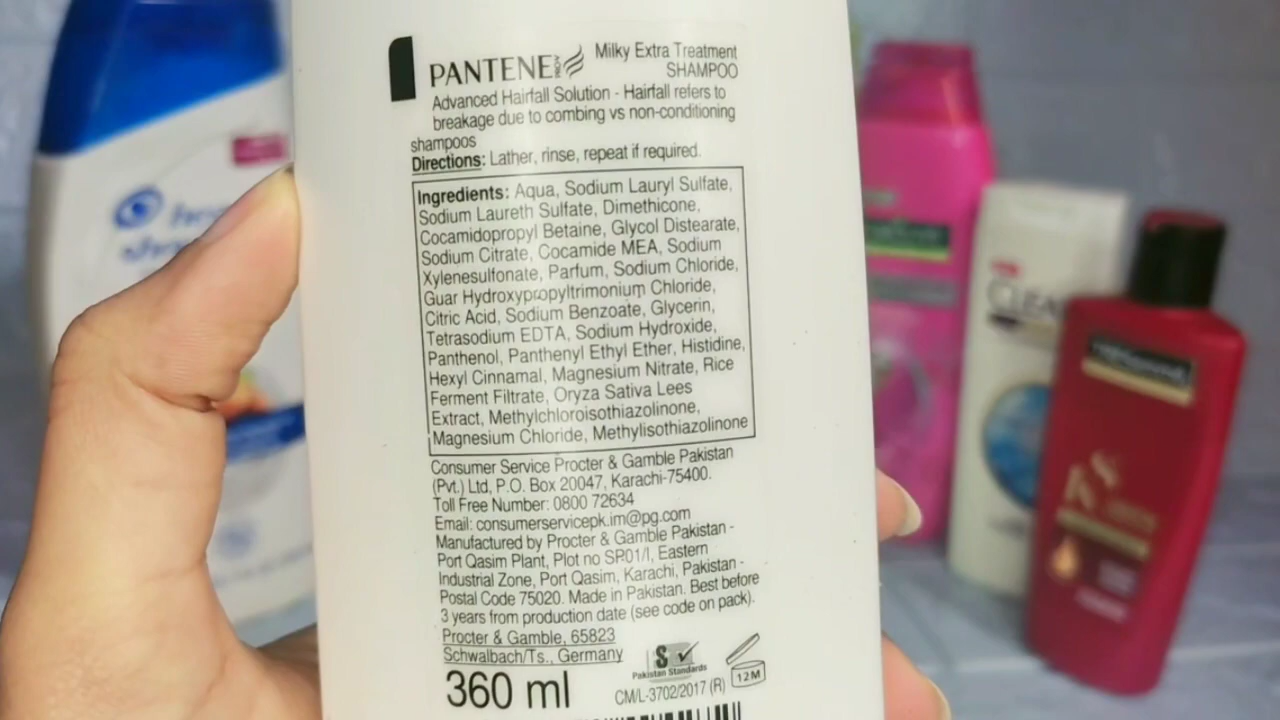 PANTENE PRO-V
Milky Extra Treatment
SHAMPOO
Advanced Hairfall Solution - Hairfall refers to
breakage due to combing vs non-conditioning
shampoos
Directions: Lather, rinse, repeat if required.
Ingredients: Aqua, Sodium Lauryl Sulfate,
Sodium Laureth Sulfate, Dimethicone,
Cocamidopropyl Betaine, Glycol Distearate,
Sodium Citrate, Cocamide MEA, Sodium
Xylenesulfonate, Parfum, Sodium Chloride,
Guar Hydroxypropyltrimonium Chloride,
Citric Acid, Sodium Benzoate, Glycerin,
Tetrasodium EDTA, Sodium Hydroxide,
Panthenol, Panthenyl Ethyl Ether, Histidine,
Hexyl Cinnamal, Magnesium Nitrate, Rice
Ferment Filtrate, Oryza Sativa Lees
Extract, Methylchloroisothiazolinone,
Magnesium Chloride, Methylisothiazolinone
Consumer Service Procter & Gamble Pakistan
(Pvt.) Ltd, P.O. Box 20047, Karachi-75400.
Toll Free Number: 0800 72634
Email: consumerservicepk.im@pg.com
Manufactured by Procter & Gamble Pakistan -
Port Qasim Plant, Plot no SP01/I, Eastern
Industrial Zone, Port Qasim, Karachi, Pakistan -
Postal Code 75020. Made in Pakistan. Best before
3 years from production date (see code on pack).
Procter & Gamble, 65823
Schwalbach/Ts., Germany
360 ml
Pakistan Standards
CM/L-3702/2017 (R)
12M
CLEA